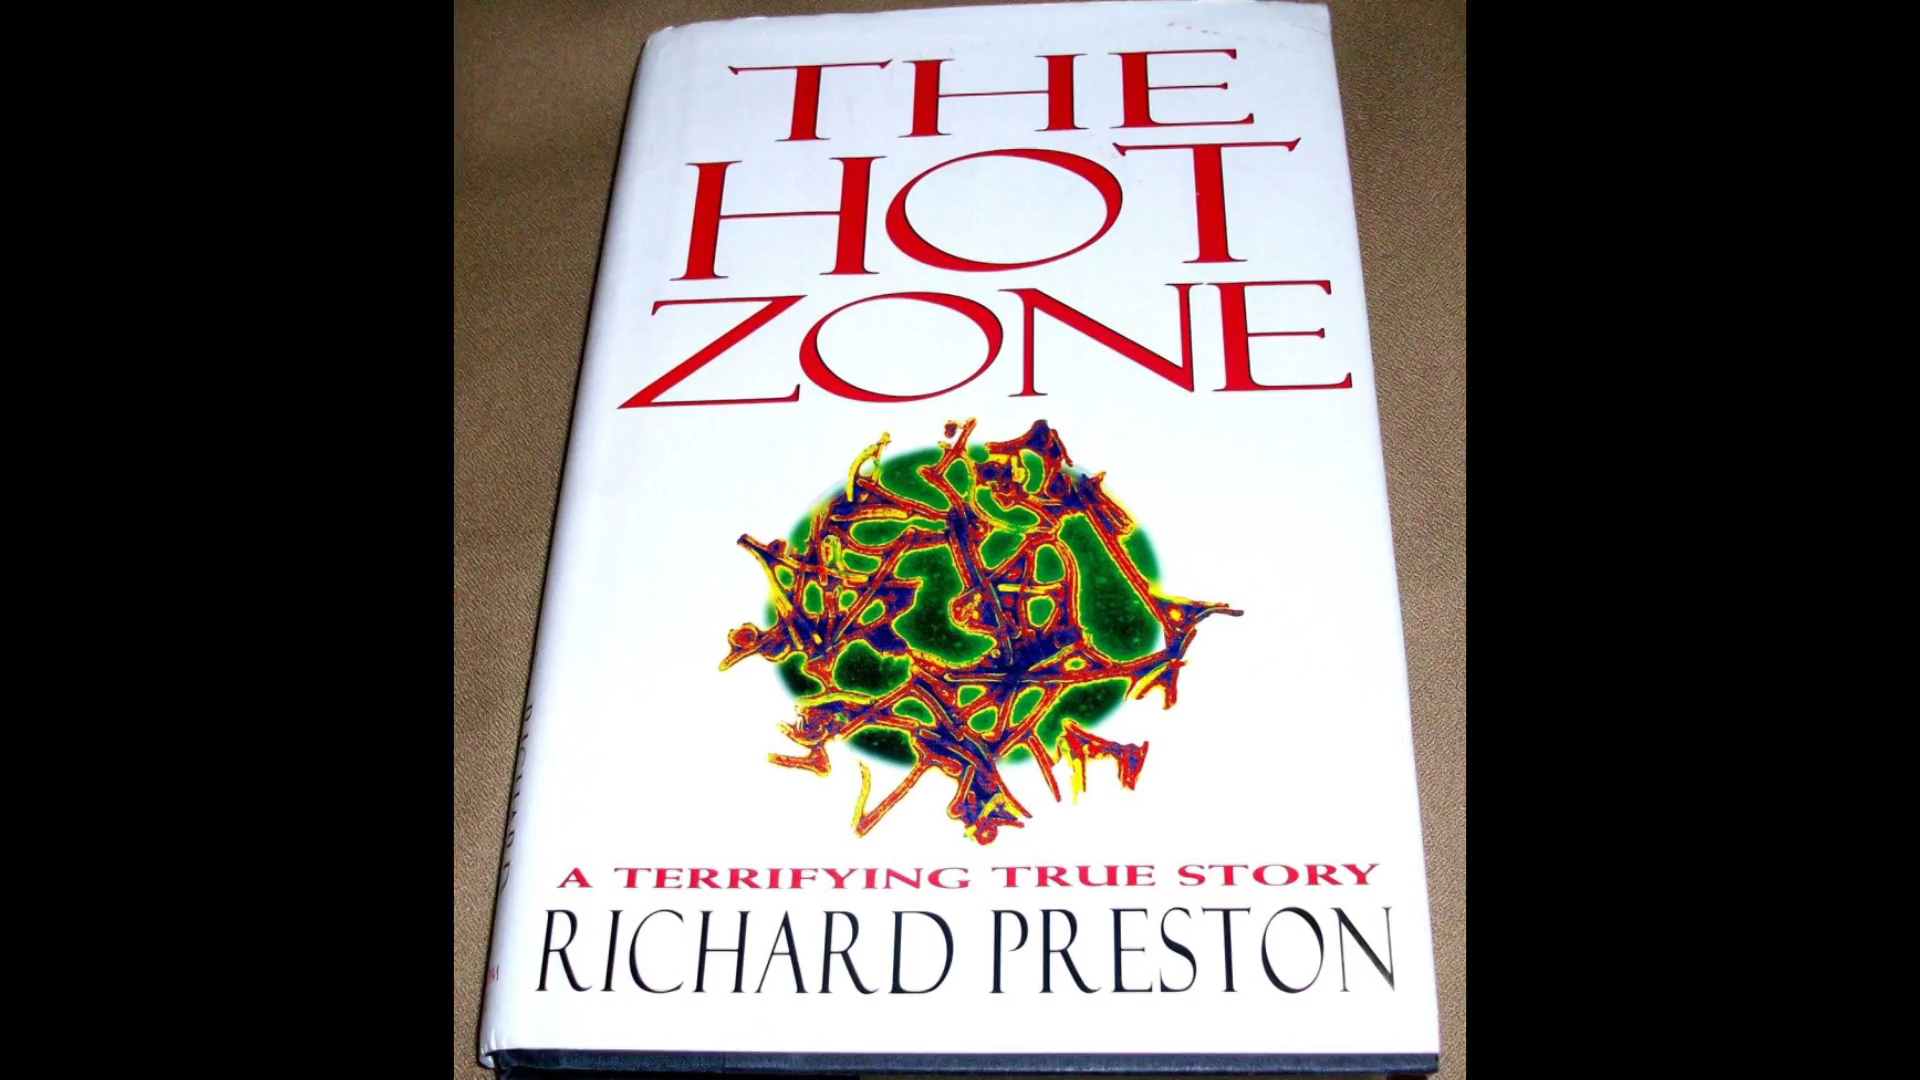 THE
HOT
ZONE
A TERRIFYING TRUE STORY
RICHARD PRESTON